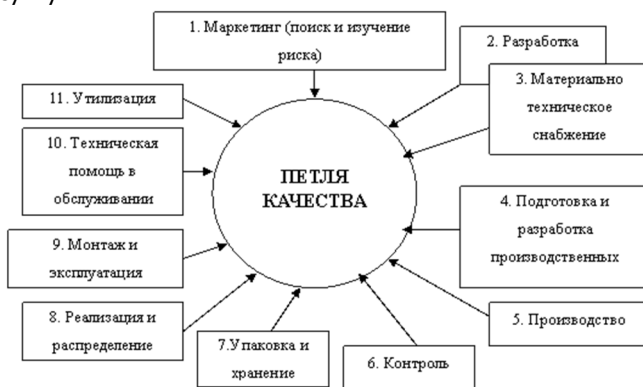 1. Маркетинг (поиск и изучение
риска)
2. Разработка
3. Материально
техническое
снабжение
4. Подготовка и
разработка
производственных
5. Производство
6. Контроль
7.Упаковка и
хранение
8. Реализация и
распределение
9. Монтаж и
эксплуатация
10. Техническая
помощь в
обслуживании
11. Утилизация
ПЕТЛЯ
КАЧЕСТВА